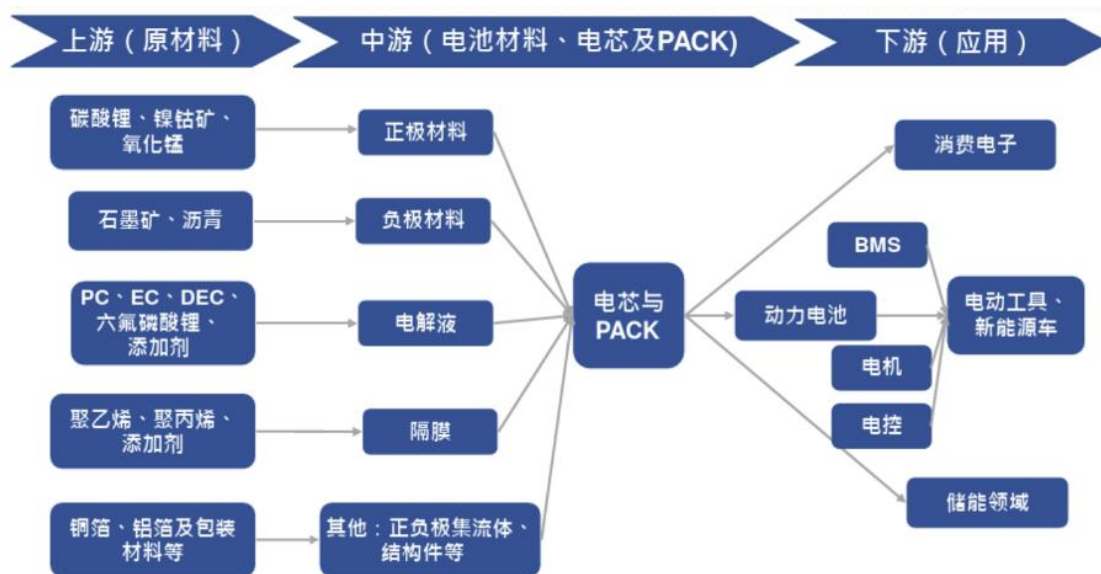 上游（原材料）
中游（电池材料、电芯及PACK)
下游（应用）
碳酸锂、镍钴矿、
氧化锰
正极材料
消费电子
石墨矿、沥青
负极材料
BMS
PC、EC、DEC、
六氟磷酸锂、
添加剂
电解液
电芯与
PACK
动力电池
电动工具、
新能源车
电机
聚乙烯、聚丙烯、
添加剂
隔膜
电控
储能领域
铜箔、铝箔及包装
材料等
其他：正负极集流体、
结构件等